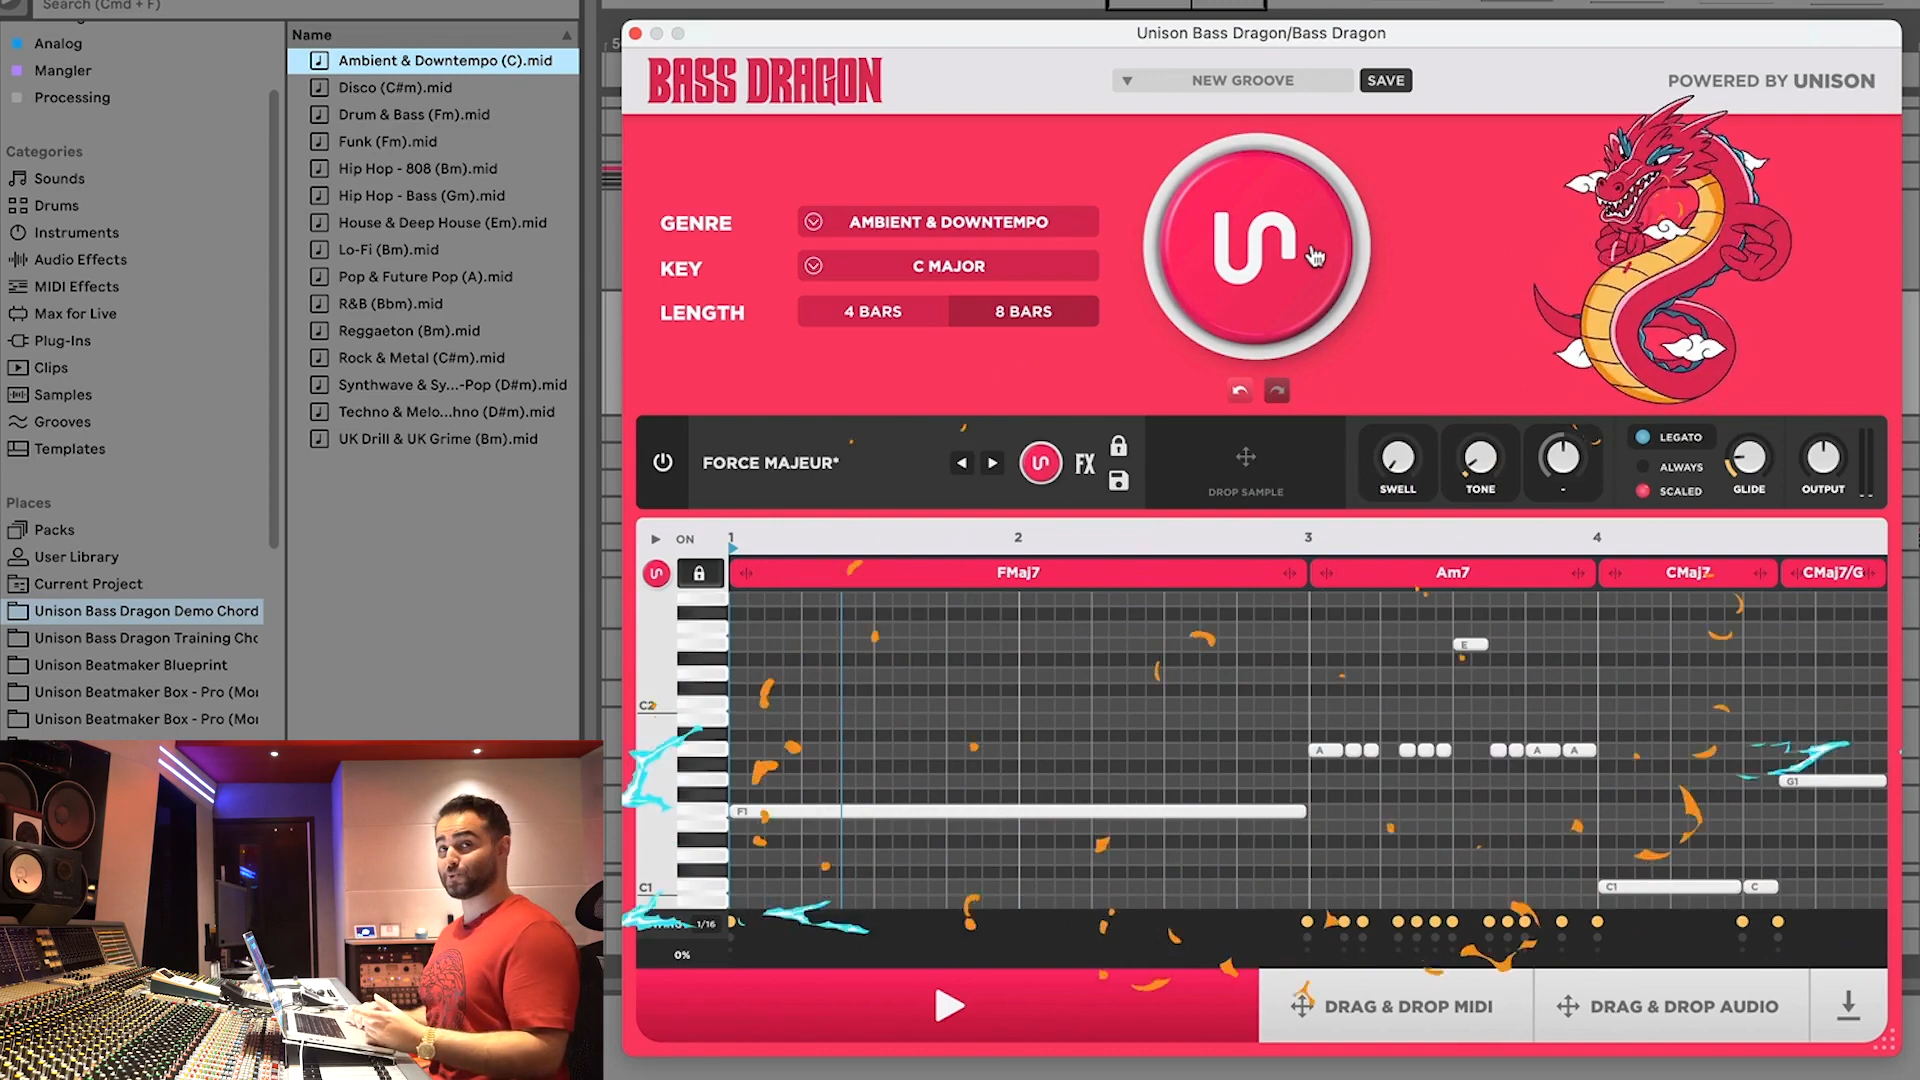 Search (Cmd + F)
Analog
Mangler
Processing
Categories
Sounds
Drums
Instruments
Audio Effects
MIDI Effects
Max for Live
Plug-Ins
Clips
Samples
Grooves
Templates
Places
Packs
User Library
Current Project
Unison Bass Dragon Demo Chord
Unison Bass Dragon Training Cho
Unison Beatmaker Blueprint
Unison Beatmaker Box - Pro (Mo
Unison Beatmaker Box - Pro (Mo
Name
Ambient & Downtempo (C).mid
Disco (C#m).mid
Drum & Bass (Fm).mid
Funk (Fm).mid
Hip Hop - 808 (Bm).mid
Hip Hop - Bass (Gm).mid
House & Deep House (Em).mid
Lo-Fi (Bm).mid
Pop & Future Pop (A).mid
R&B (Bbm).mid
Reggaeton (Bm).mid
Rock & Metal (C#m).mid
Synthwave & Sy...-Pop (D#m).mid
Techno & Melo...hno (D#m).mid
UK Drill & UK Grime (Bm).mid
Unison Bass Dragon/Bass Dragon
BASS DRAGON
NEW GROOVE
SAVE
POWERED BY UNISON
GENRE
AMBIENT & DOWNTEMPO
KEY
C MAJOR
LENGTH
4 BARS
8 BARS
FORCE MAJEUR*
FX
DROP SAMPLE
SWELL
TONE
-
LEGATO
ALWAYS
SCALED
GLIDE
OUTPUT
ON
1
2
3
4
FMaj7
Am7
CMaj7
CMaj7/G
C2
C1
E
A
A
A
F1
G1
C1
C
1/16
0%
DRAG & DROP MIDI
DRAG & DROP AUDIO